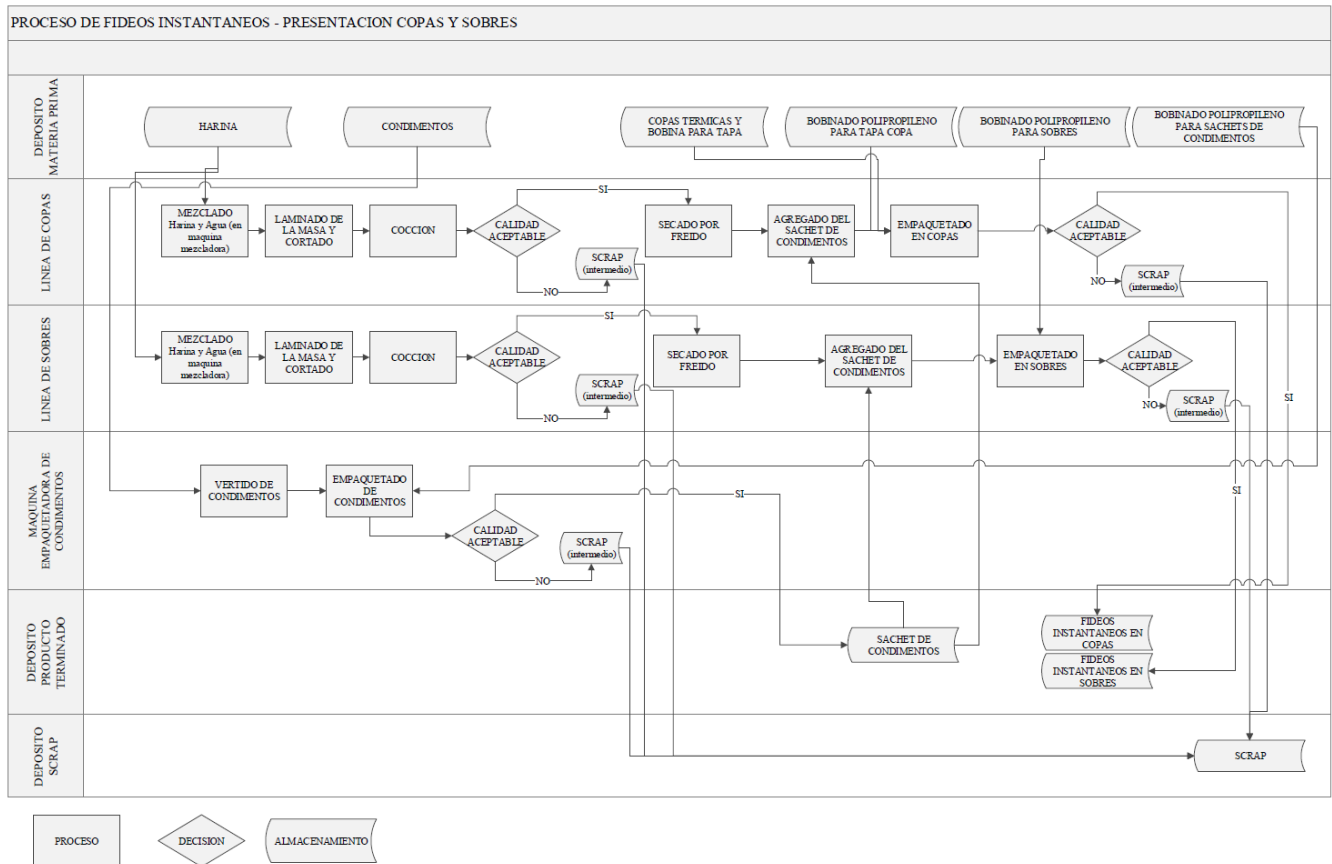 PROCESO DE FIDEOS INSTANTANEOS - PRESENTACION COPAS Y SOBRES
DEPOSITO
MATERIA PRIMA
HARINA
CONDIMENTOS
COPAS TERMICAS Y
BOBINA PARA TAPA
BOBINADO POLIPROPILENO
PARA TAPA COPA
BOBINADO POLIPROPILENO
PARA SOBRES
BOBINADO POLIPROPILENO
PARA SACHETS DE
CONDIMENTOS
LINEA DE COPAS
MEZCLADO
Harina y Agua (en
maquina
mezcladora)
LAMINADO DE
LA MASA Y
CORTADO
COCCION
CALIDAD
ACEPTABLE
SI
NO
SCRAP
(intermedio)
SECADO POR
FREIDO
AGREGADO DEL
SACHET DE
CONDIMENTOS
EMPAQUETADO
EN COPAS
CALIDAD
ACEPTABLE
NO
SCRAP
(intermedio)
SI
LINEA DE SOBRES
MEZCLADO
Harina y Agua (en
maquina
mezcladora)
LAMINADO DE
LA MASA Y
CORTADO
COCCION
CALIDAD
ACEPTABLE
SI
NO
SCRAP
(intermedio)
SECADO POR
FREIDO
AGREGADO DEL
SACHET DE
CONDIMENTOS
EMPAQUETADO
EN SOBRES
CALIDAD
ACEPTABLE
NO
SCRAP
(intermedio)
SI
MAQUINA
EMPAQUETADORA DE
CONDIMENTOS
VERTIDO DE
CONDIMENTOS
EMPAQUETADO
DE
CONDIMENTOS
CALIDAD
ACEPTABLE
SI
NO
SCRAP
(intermedio)
DEPOSITO
PRODUCTO
TERMINADO
SACHET DE
CONDIMENTOS
FIDEOS
INSTANTANEOS EN
COPAS
FIDEOS
INSTANTANEOS EN
SOBRES
DEPOSITO
SCRAP
SCRAP
PROCESO
DECISION
ALMACENAMIENTO